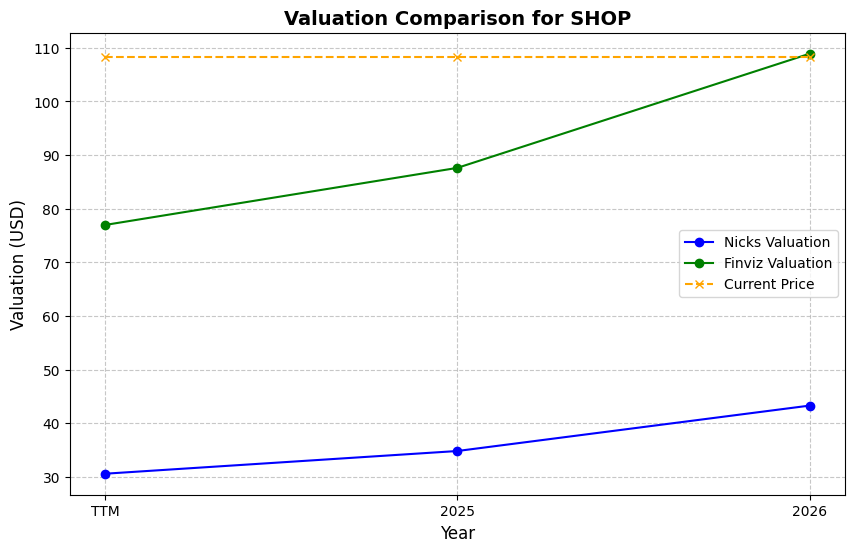 Valuation Comparison for SHOP
Valuation (USD)
110
100
90
80
70
60
50
40
30
Nicks Valuation
Finviz Valuation
Current Price
TTM
2025
2026
Year